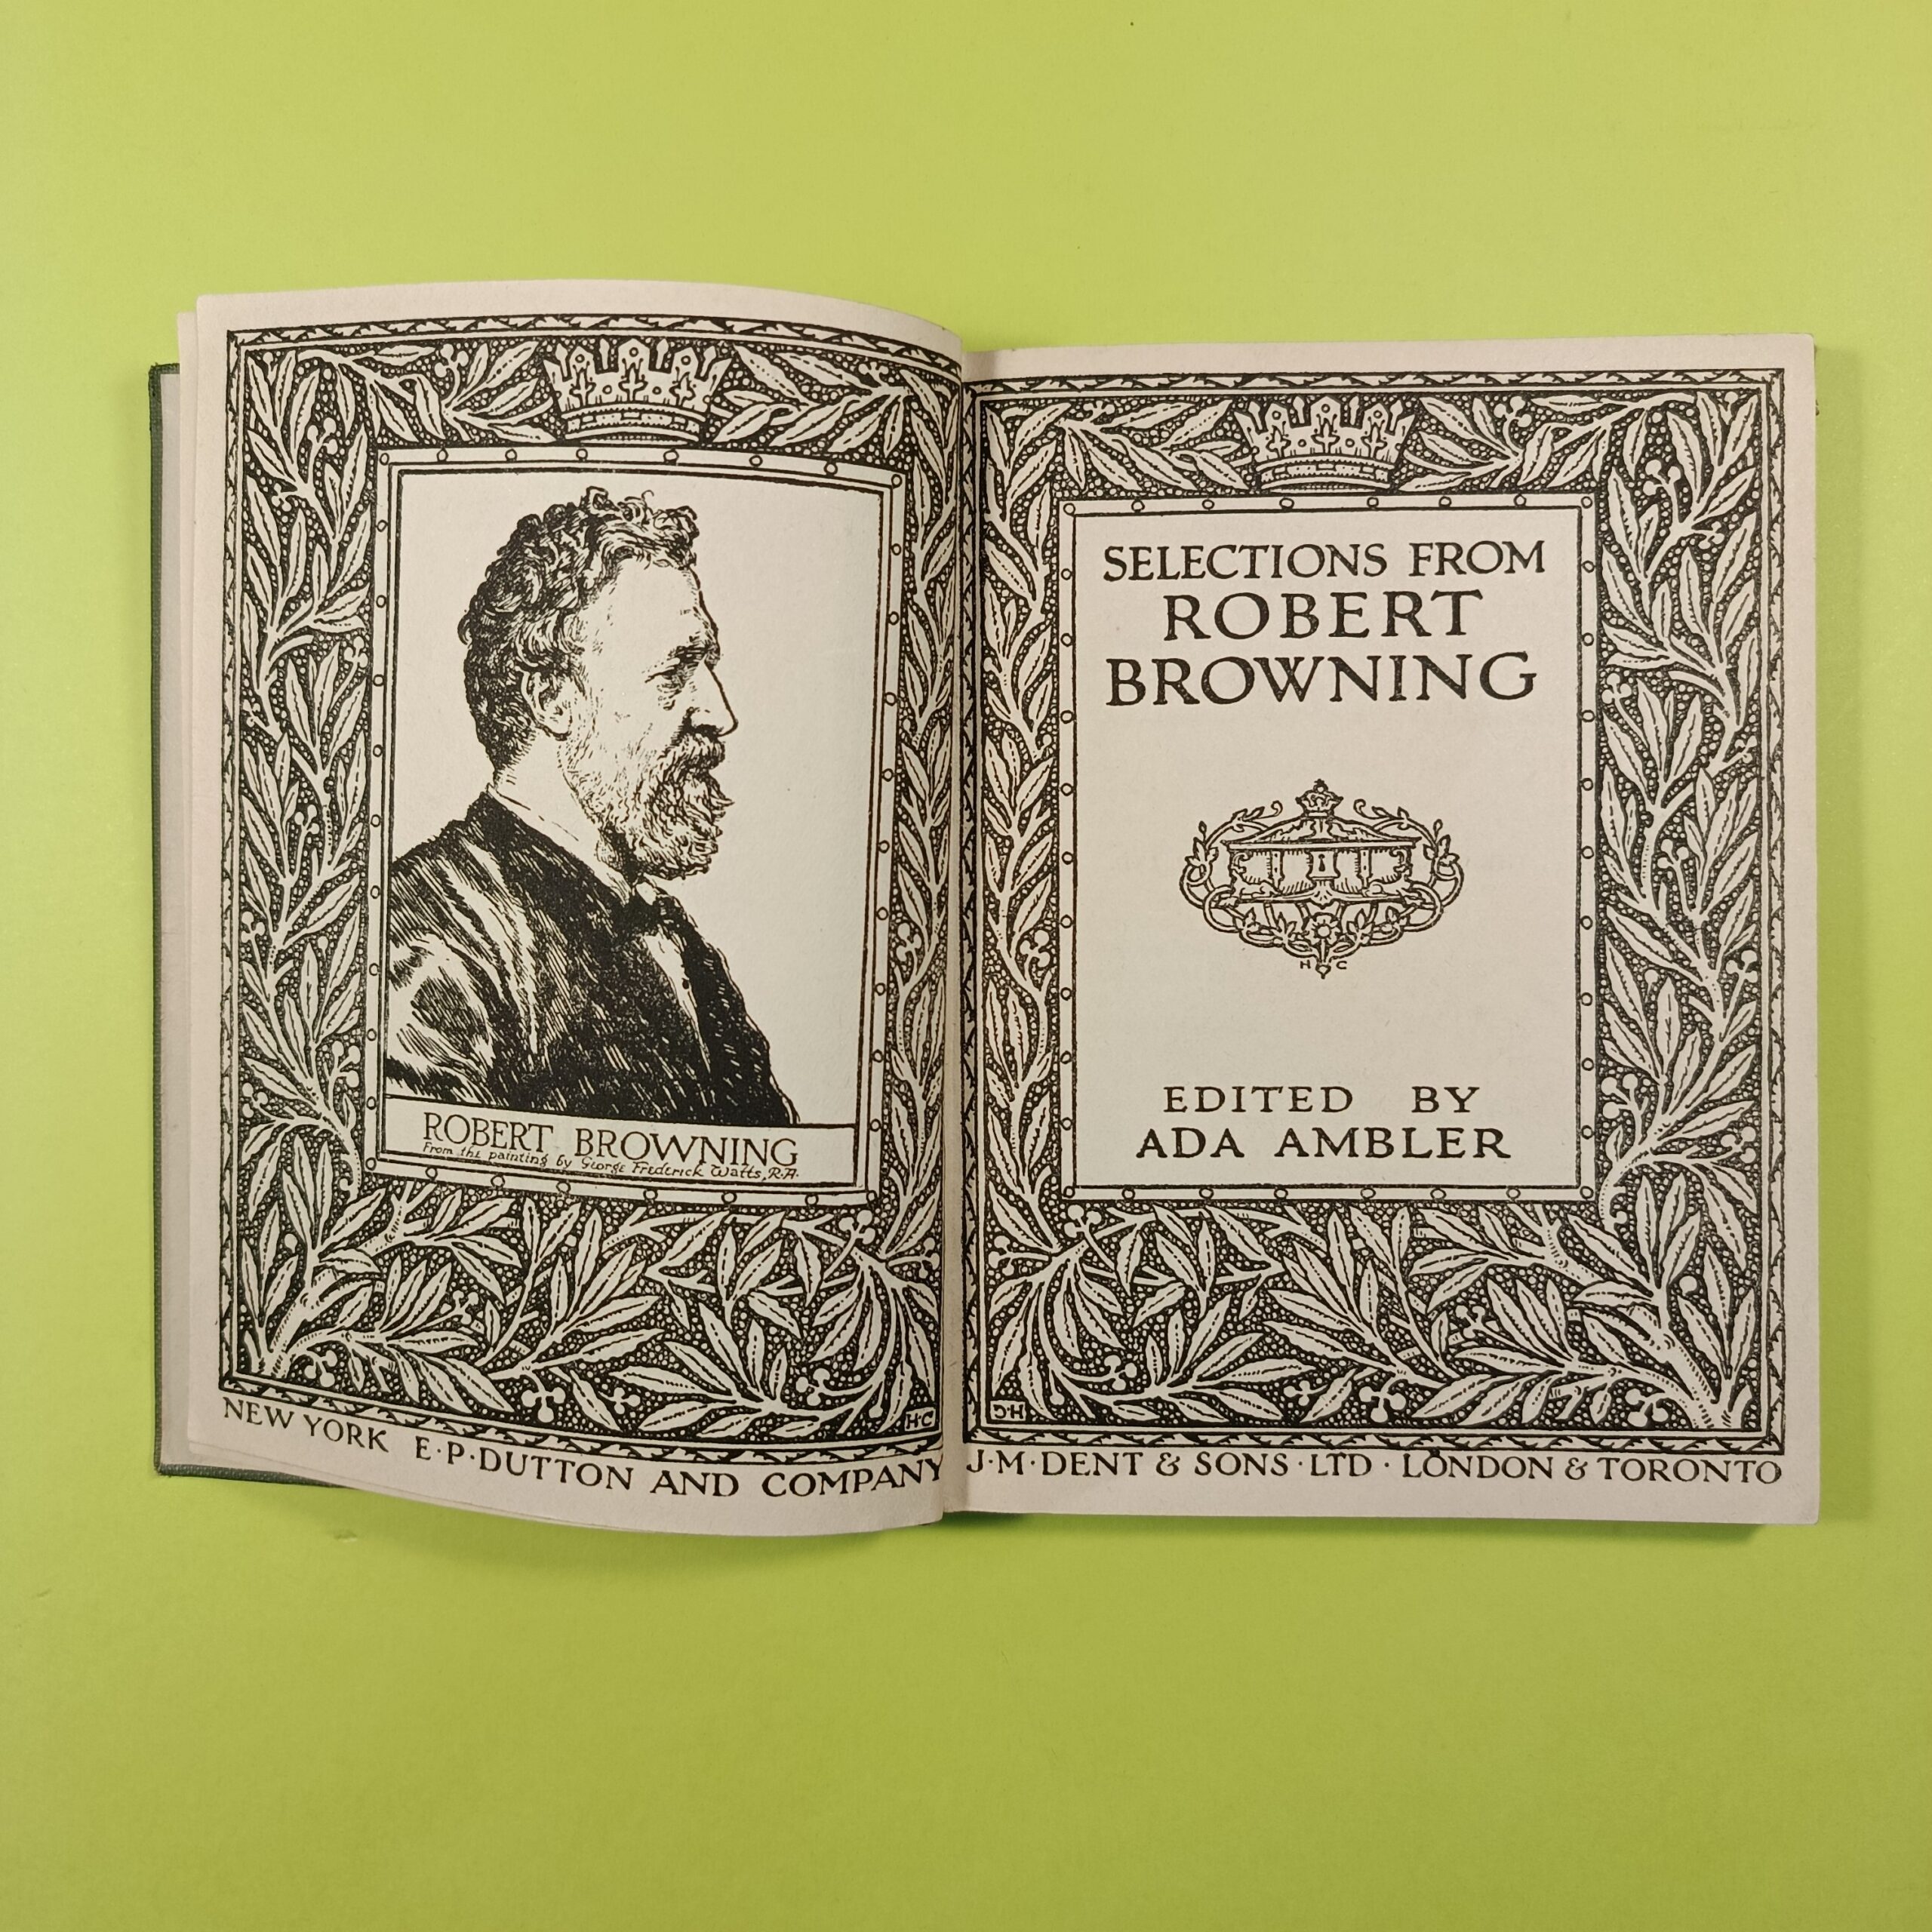 ROBERT BROWNING
From the painting by George Frederick Watts, R.A.
H·C
NEW YORK E·P·DUTTON AND COMPANY
SELECTIONS FROM
ROBERT
BROWNING
H C
EDITED BY
ADA AMBLER
H·C
J·M·DENT & SONS·LTD·LONDON & TORONTO